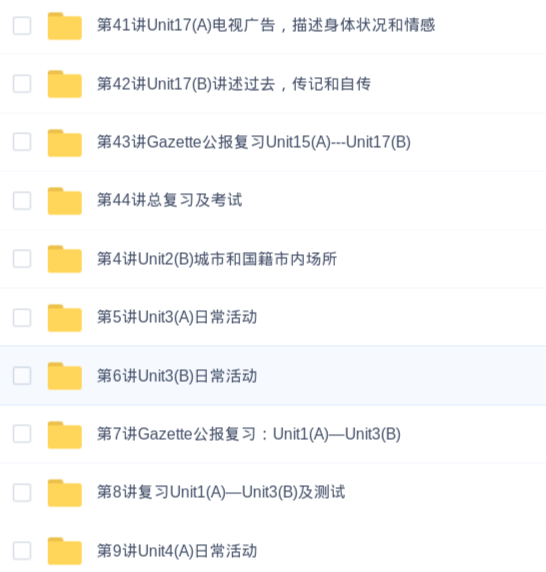 第41讲Unit17(A)电视广告，描述身体状况和情感
第42讲Unit17(B)讲述过去，传记和自传
第43讲Gazette公报复习Unit15(A)---Unit17(B)
第44讲总复习及考试
第4讲Unit2(B)城市和国籍市内场所
第5讲Unit3(A)日常活动
第6讲Unit3(B)日常活动
第7讲Gazette公报复习：Unit1(A)—Unit3(B)
第8讲复习Unit1(A)—Unit3(B)及测试
第9讲Unit4(A)日常活动